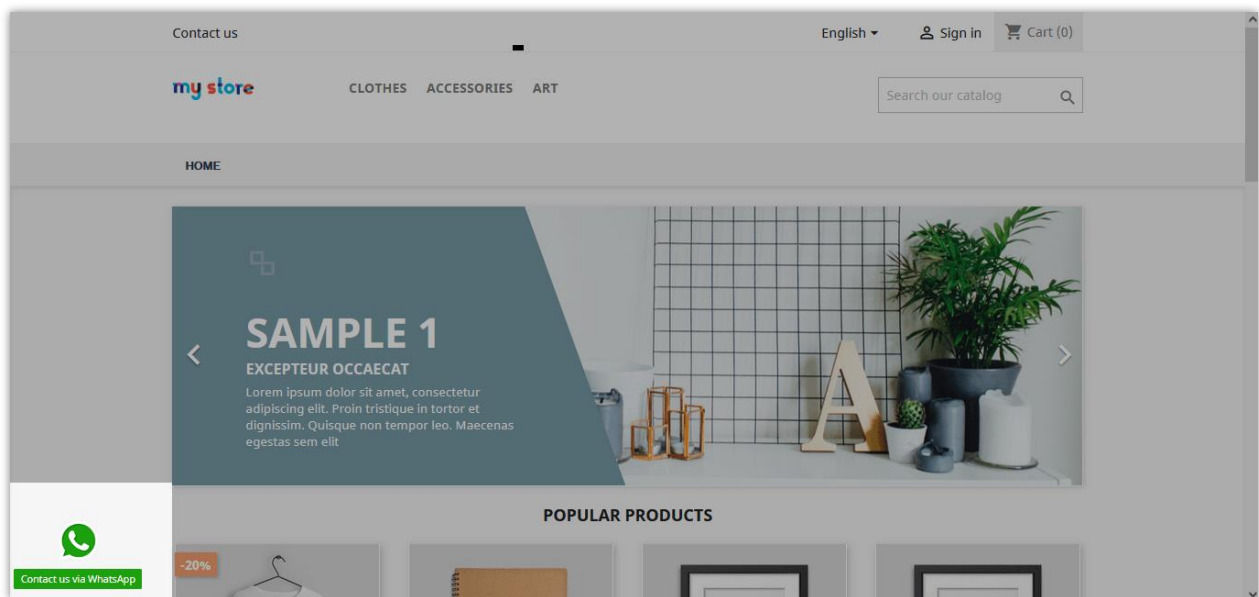 Contact us
English
Sign in
Cart (0)
my store
CLOTHES ACCESSORIES ART
Search our catalog
HOME
SAMPLE 1
EXCEPTEUR OCCAECAT
Lorem ipsum dolor sit amet, consectetur
adipiscing elit. Proin tristique in tortor et
dignissim. Quisque non tempor leo. Maecenas
egestas sem elit
A
POPULAR PRODUCTS
-20%
Contact us via WhatsApp